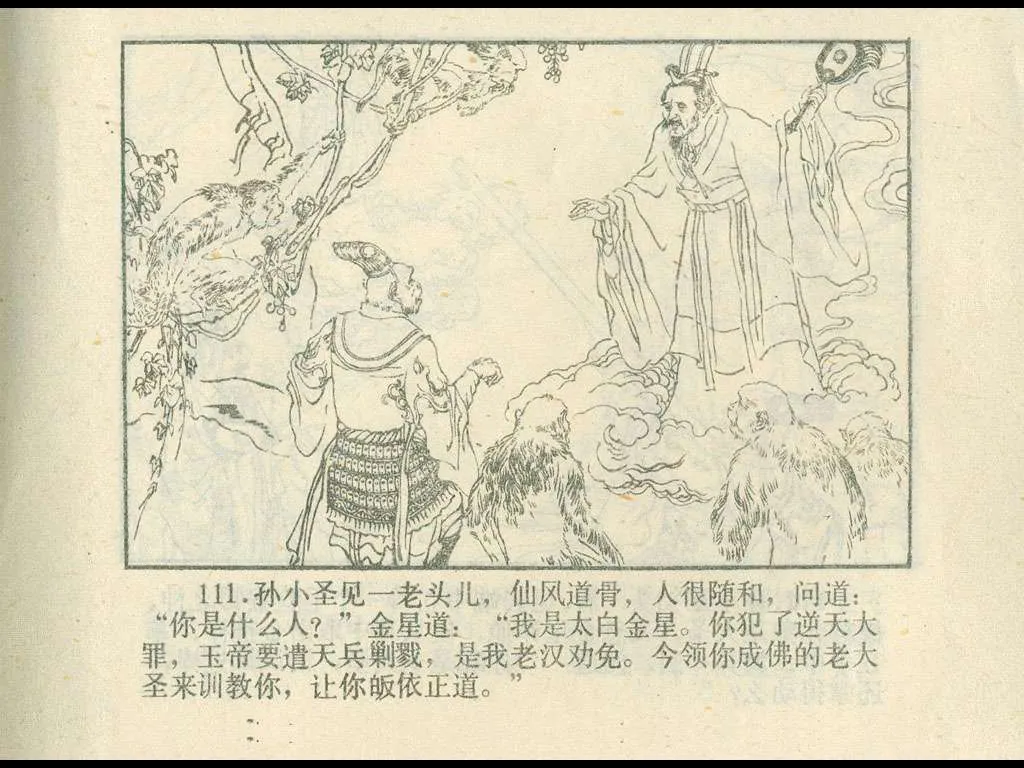 111.孙小圣见一老头儿，仙风道骨，人很随和，问道：
“你是什么人？”金星道：“我是太白金星。你犯了逆天大
罪，玉帝要遣天兵剿戮，是我老汉劝免。今领你成佛的老大
圣来训教你，让你皈依正道。”